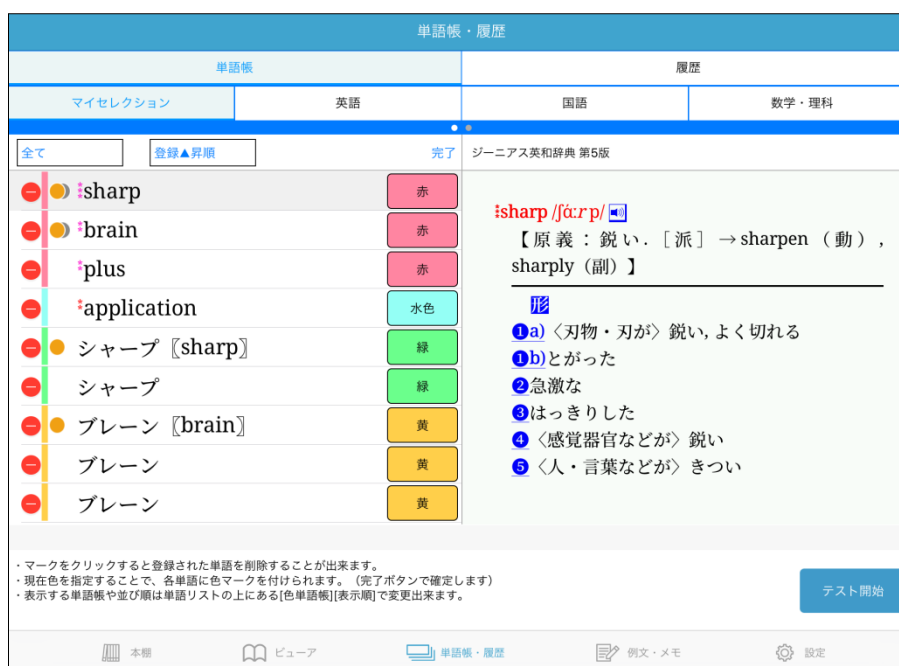 単語帳・履歴
単語帳 履歴
マイセレクション 英語 国語 数学・理科
全て 登録▲昇順 完了 ジーニアス英和辞典 第5版
sharp 赤
brain 赤
plus 赤
application 水色
シャープ〖sharp〗 緑
シャープ 緑
ブレーン〖brain〗 黄
ブレーン 黄
ブレーン 黄
sharp /ʃɑ́ːrp/
【原義：鋭い.［派］→sharpen（動）,
sharply（副）】
形
❶a)〈刃物・刃が〉鋭い, よく切れる
❶b)とがった
❷急激な
❸はっきりした
❹〈感覚器官などが〉鋭い
❺〈人・言葉などが〉きつい
・マークをクリックすると登録された単語を削除することが出来ます。
・現在色を指定することで、各単語に色マークを付けられます。（完了ボタンで確定します）
・表示する単語帳や並び順は単語リストの上にある[色単語帳][表示順]で変更出来ます。
テスト開始
本棚 ビューア 単語帳・履歴 例文・メモ 設定